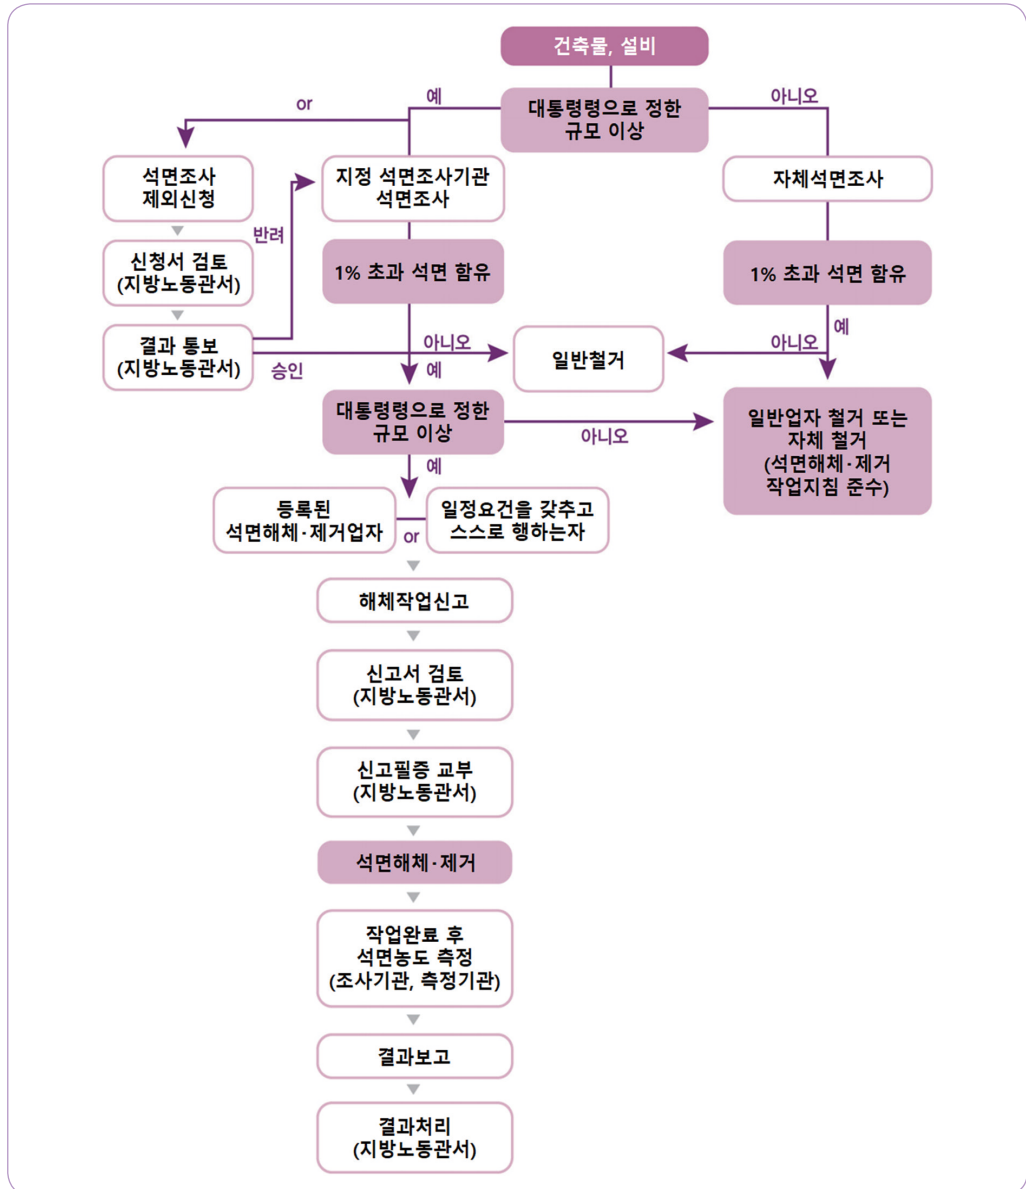 건축물, 설비
예
아니오
or
대통령령으로 정한
규모 이상
석면조사
제외신청
지정 석면조사기관
석면조사
자체석면조사
반려
신청서 검토
(지방노동관서)
1% 초과 석면 함유
1% 초과 석면 함유
예
결과 통보
(지방노동관서)
승인
아니오
일반철거
아니오
예
대통령령으로 정한
규모 이상
아니오
일반업자 철거 또는
자체 철거
(석면해체·제거
작업지침 준수)
예
등록된
석면해체·제거업자
or
일정요건을 갖추고
스스로 행하는자
해체작업신고
신고서 검토
(지방노동관서)
신고필증 교부
(지방노동관서)
석면해체·제거
작업완료 후
석면농도 측정
(조사기관, 측정기관)
결과보고
결과처리
(지방노동관서)